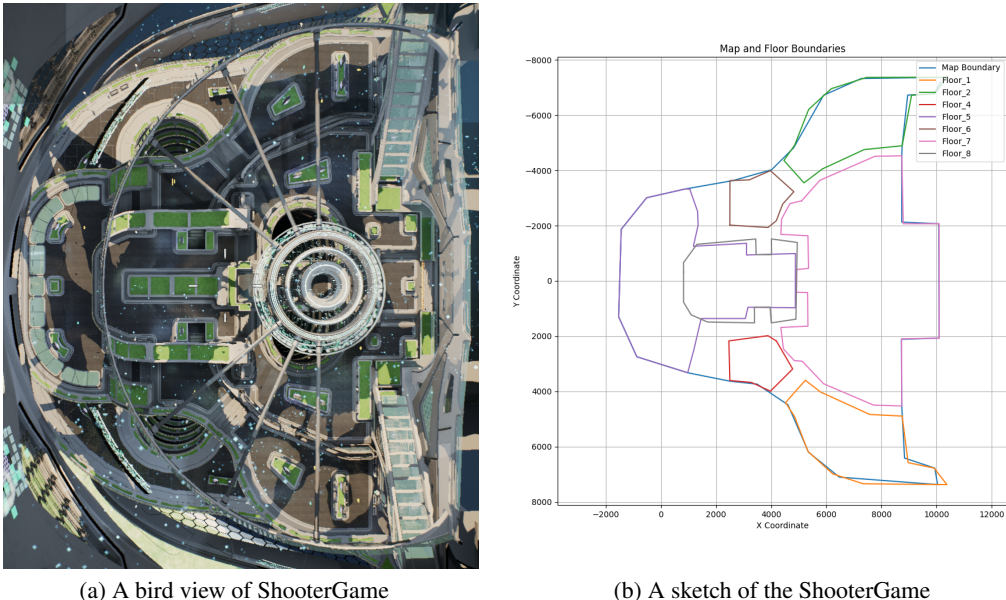 Map and Floor Boundaries
−8000
−6000
−4000
−2000
0
2000
4000
6000
8000
Y Coordinate
−2000
0
2000
4000
6000
8000
10000
12000
X Coordinate
Map Boundary
Floor_1
Floor_2
Floor_4
Floor_5
Floor_6
Floor_7
Floor_8
(a) A bird view of ShooterGame
(b) A sketch of the ShooterGame